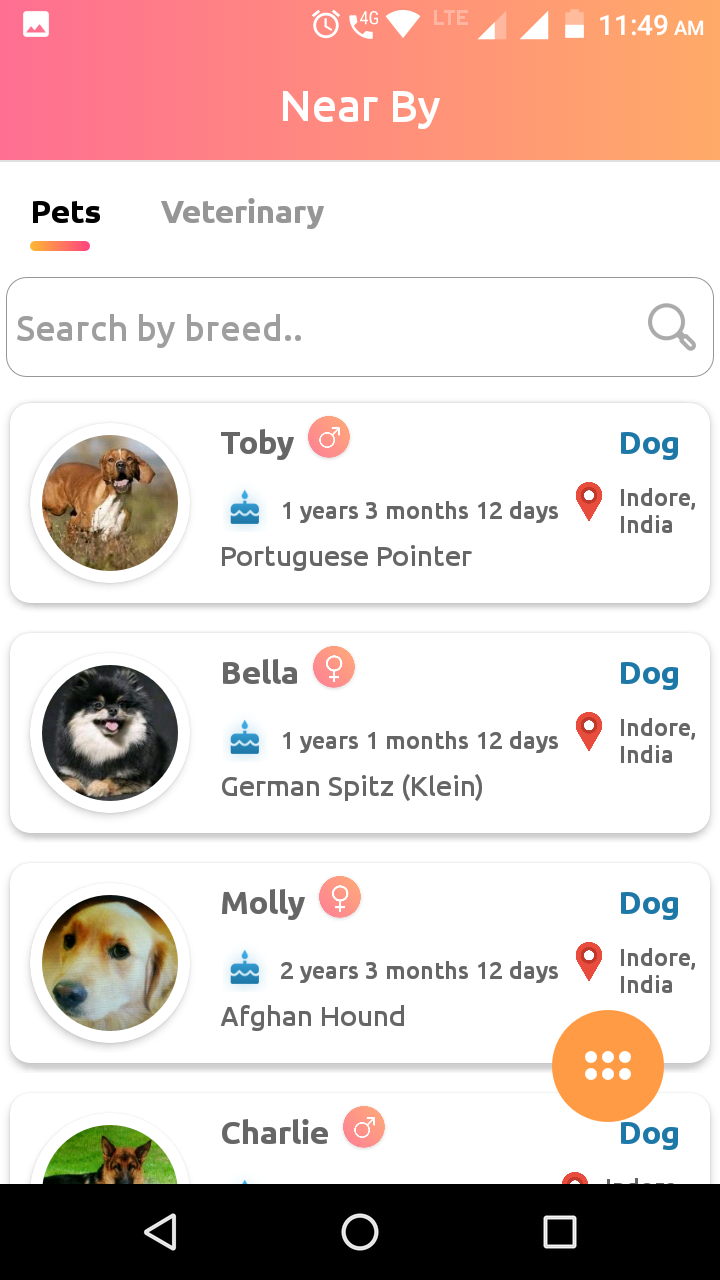 4G LTE 11:49 AM
Near By
Pets Veterinary
Search by breed..
Toby Dog
1 years 3 months 12 days Indore,
India
Portuguese Pointer
Bella Dog
1 years 1 months 12 days Indore,
India
German Spitz (Klein)
Molly Dog
2 years 3 months 12 days Indore,
India
Afghan Hound
Charlie Dog